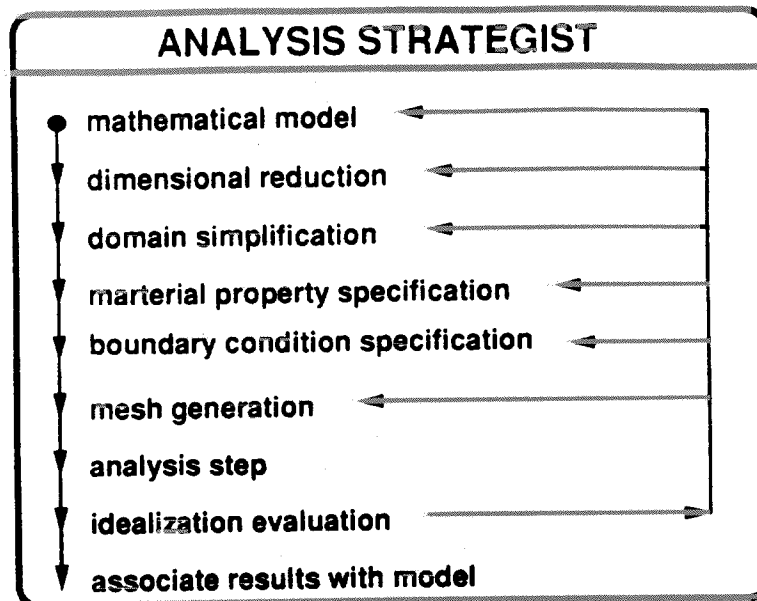 ANALYSIS STRATEGIST
mathematical model
dimensional reduction
domain simplification
marterial property specification
boundary condition specification
mesh generation
analysis step
idealization evaluation
associate results with model